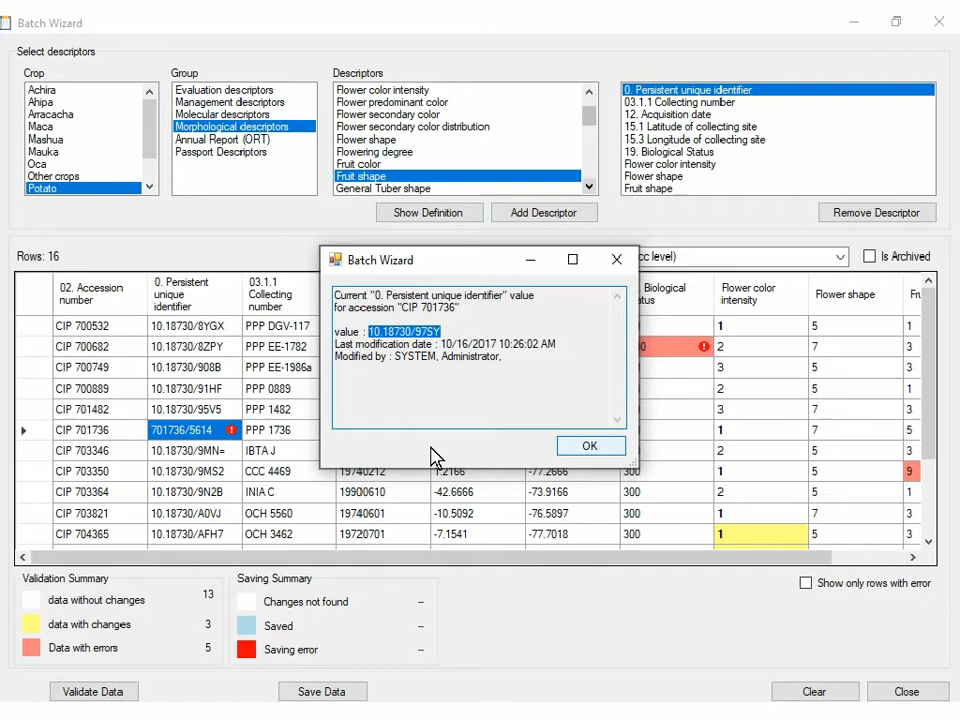 Batch Wizard
Select descriptors
Crop
Achira
Ahipa
Arracacha
Maca
Mashua
Mauka
Oca
Other crops
Potato
Group
Evaluation descriptors
Management descriptors
Molecular descriptors
Morphological descriptors
Annual Report (ORT)
Passport Descriptors
Descriptors
Flower color intensity
Flower predominant color
Flower secondary color
Flower secondary color distribution
Flower shape
Flowering degree
Fruit color
Fruit shape
General Tuber shape
0. Persistent unique identifier
03.1.1 Collecting number
12. Acquisition date
15.1 Latitude of collecting site
15.3 Longitude of collecting site
19. Biological Status
Flower color intensity
Flower shape
Fruit shape
Show Definition
Add Descriptor
Remove Descriptor
Rows: 16
cc level)
Is Archived
02. Accession number
0. Persistent unique identifier
03.1.1 Collecting number
Biological
tus
Flower color intensity
Flower shape
Fr
CIP 700532 10.18730/8YGX PPP DGV-117 1 5 1
CIP 700682 10.18730/8ZPY PPP EE-1782 0 2 7 3
CIP 700749 10.18730/908B PPP EE-1986a 3 5 3
CIP 700889 10.18730/91HF PPP 0889 2 5 1
CIP 701482 10.18730/95V5 PPP 1482 3 7 3
CIP 701736 701736/5614 PPP 1736 1 7 5
CIP 703346 10.18730/9MN= IBTA J 2 5 3
CIP 703350 10.18730/9MS2 CCC 4469 19740212 1.2166 -77.2666 300 1 5 9
CIP 703364 10.18730/9N2B INIA C 19900610 -42.6666 -73.9166 300 2 5 1
CIP 703821 10.18730/A0VJ OCH 5560 19740601 -10.5092 -76.5897 300 1 7 3
CIP 704365 10.18730/AFH7 OCH 3462 19720701 -7.1541 -77.7018 300 1 5 3
Batch Wizard
Current "0. Persistent unique identifier" value
for accession "CIP 701736"
value : 10.18730/97SY
Last modification date : 10/16/2017 10:26:02 AM
Modified by : SYSTEM, Administrator,
OK
Show only rows with error
Validation Summary
data without changes 13
data with changes 3
Data with errors 5
Saving Summary
Changes not found --
Saved --
Saving error --
Validate Data
Save Data
Clear
Close